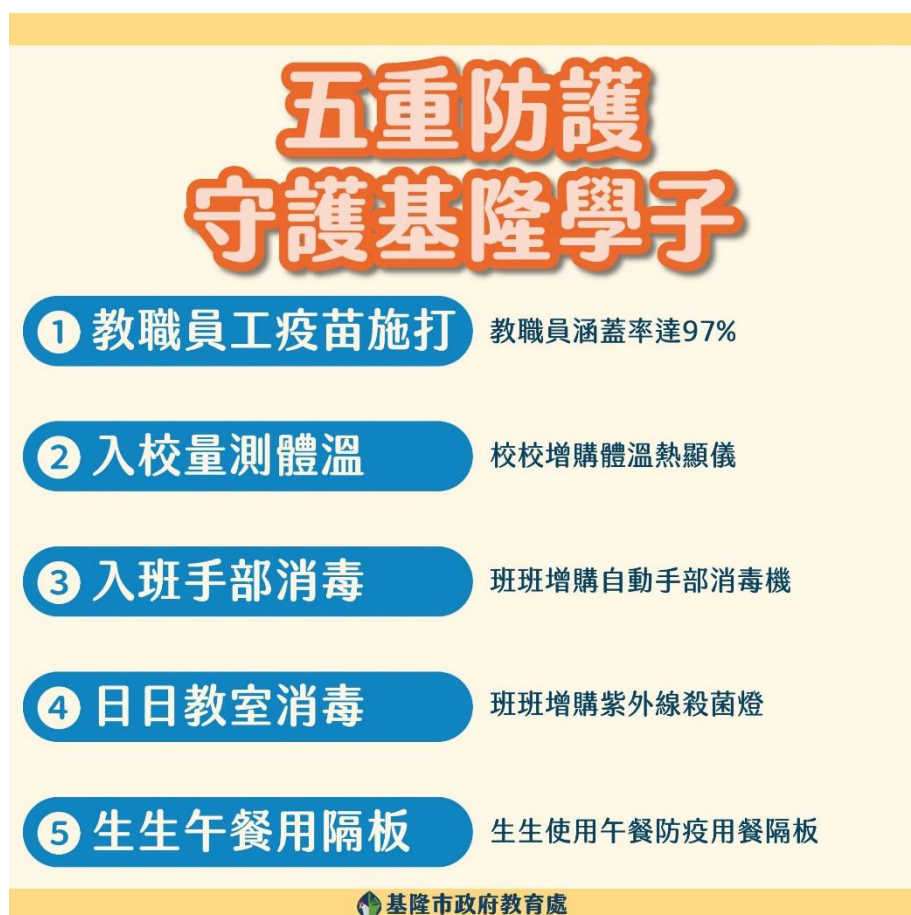 五重防護
守護基隆學子
1 教職員工疫苗施打 教職員涵蓋率達97%
2 入校量測體溫 校校增購體溫熱顯儀
3 入班手部消毒 班班增購自動手部消毒機
4 日日教室消毒 班班增購紫外線殺菌燈
5 生生午餐用隔板 生生使用午餐防疫用餐隔板
基隆市政府教育處